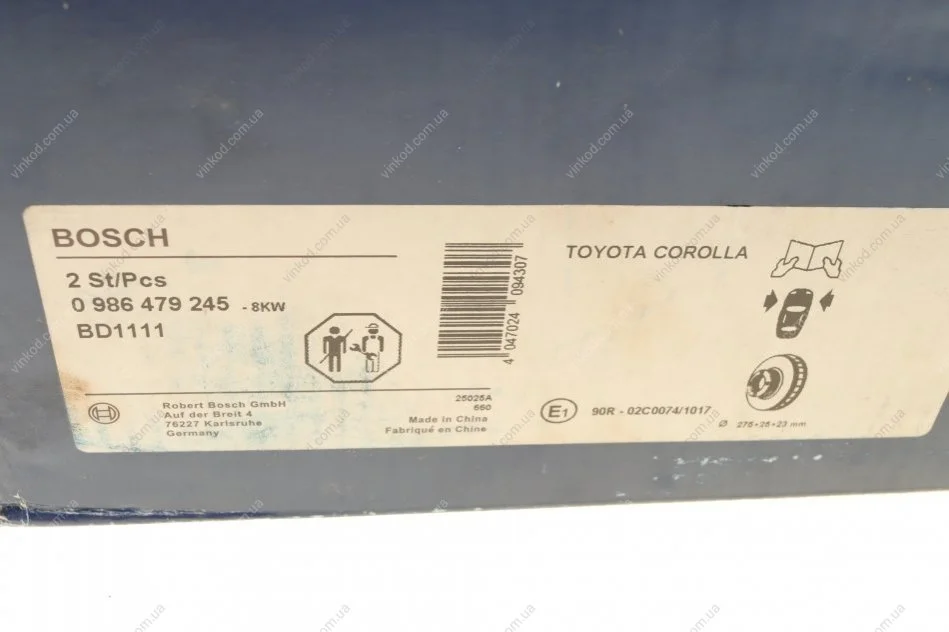 BOSCH
2 St/Pcs
0 986 479 245 - 8KW
BD1111
Robert Bosch GmbH
Auf der Breit 4
76227 Karlsruhe
Germany
25025A
560
Made in China
Fabriqué en Chine
4 047024 094307
TOYOTA COROLLA
E1
90R - 02C0074/1017
Ø 275×25×23 mm
vinkod.com.ua